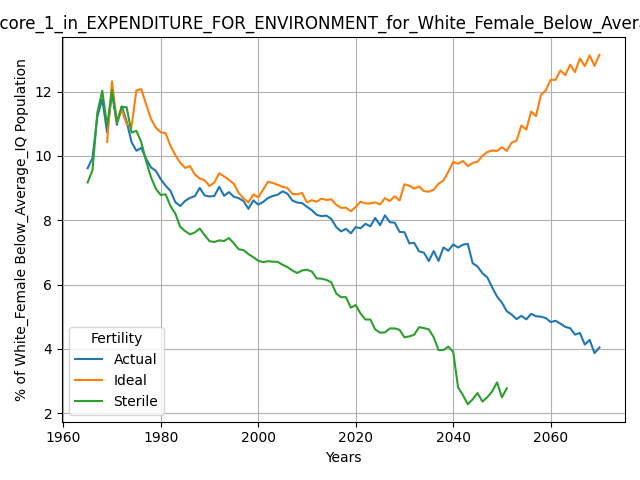 core_1_in_EXPENDITURE_FOR_ENVIRONMENT_for_White_Female_Below_Avera
% of White_Female Below_Average_IQ Population
12
10
8
6
4
2
Fertility
Actual
Ideal
Sterile
1960 1980 2000 2020 2040 2060
Years